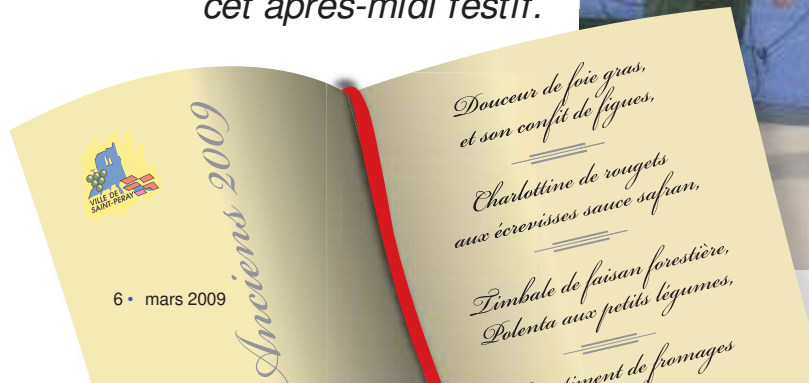 cet après-midi festif.
VILLE DE
SAINT-PERAY
Anciens 2009
6 • mars 2009
Douceur de foie gras,
et son confit de figues,
Charlottine de rougets
aux écrevisses sauce safran,
Timbale de faisan forestière,
Polenta aux petits légumes,
de fromages